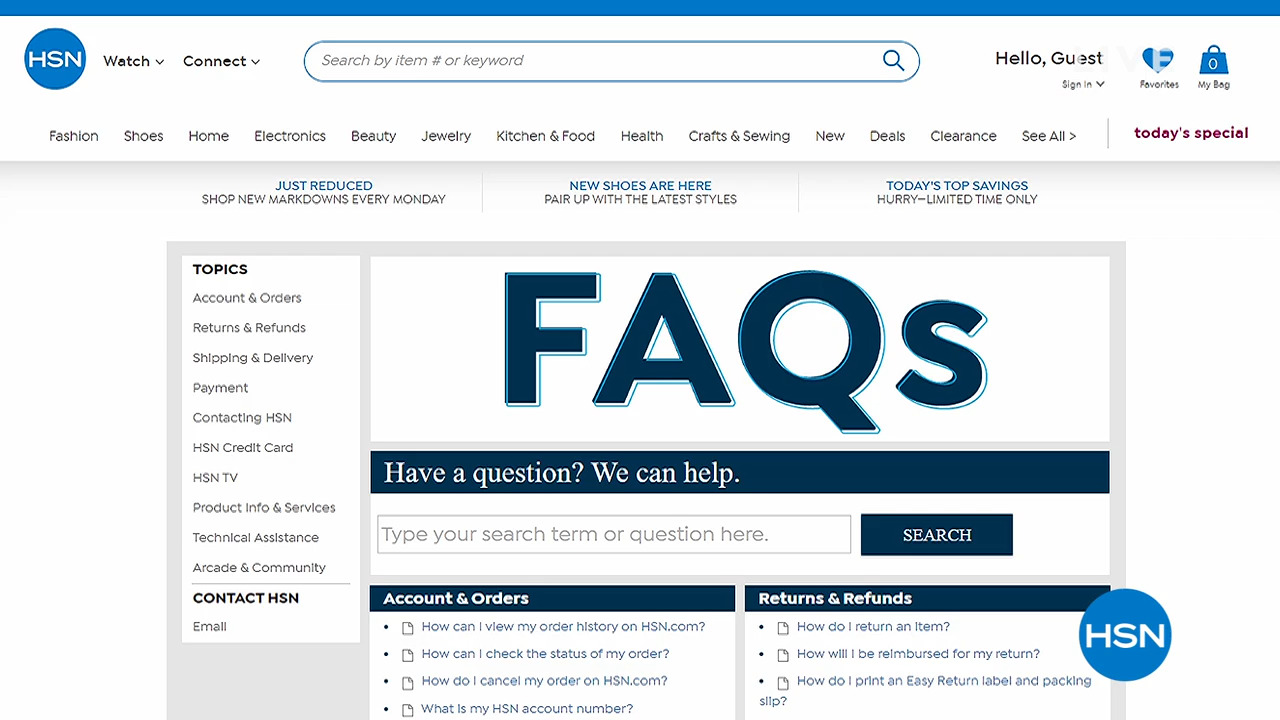 HSN
Watch
Connect
Search by item # or keyword
Hello, Guest
Sign In
Favorites
0
My Bag
Fashion
Shoes
Home
Electronics
Beauty
Jewelry
Kitchen & Food
Health
Crafts & Sewing
New
Deals
Clearance
See All >
today's special
JUST REDUCED
SHOP NEW MARKDOWNS EVERY MONDAY
NEW SHOES ARE HERE
PAIR UP WITH THE LATEST STYLES
TODAY'S TOP SAVINGS
HURRY—LIMITED TIME ONLY
TOPICS
Account & Orders
Returns & Refunds
Shipping & Delivery
Payment
Contacting HSN
HSN Credit Card
HSN TV
Product Info & Services
Technical Assistance
Arcade & Community
CONTACT HSN
Email
FAQs
Have a question? We can help.
Type your search term or question here.
SEARCH
Account & Orders
How can I view my order history on HSN.com?
How can I check the status of my order?
How do I cancel my order on HSN.com?
What is my HSN account number?
Returns & Refunds
How do I return an item?
How will I be reimbursed for my return?
How do I print an Easy Return label and packing
slip?
HSN